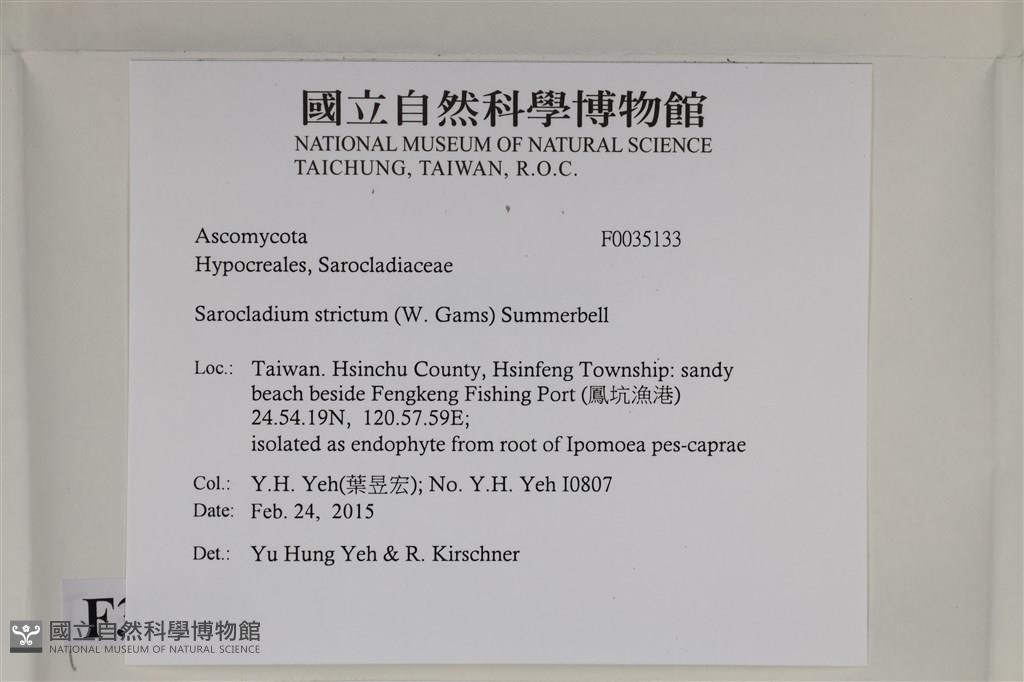 國立自然科學博物館
NATIONAL MUSEUM OF NATURAL SCIENCE
TAICHUNG, TAIWAN, R.O.C.
Ascomycota F0035133
Hypocreales, Sarocladiaceae
Sarocladium strictum (W. Gams) Summerbell
Loc.: Taiwan. Hsinchu County, Hsinfeng Township: sandy
beach beside Fengkeng Fishing Port (鳳坑漁港)
24.54.19N, 120.57.59E;
isolated as endophyte from root of Ipomoea pes-caprae
Col.: Y.H. Yeh(葉昱宏); No. Y.H. Yeh I0807
Date: Feb. 24, 2015
Det.: Yu Hung Yeh & R. Kirschner
國立自然科學博物館
NATIONAL MUSEUM OF NATURAL SCIENCE